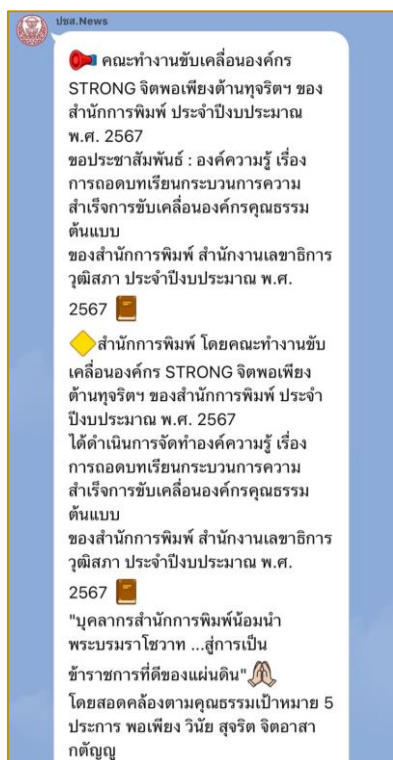 ปชส.News
📢 คณะทำงานขับเคลื่อนองค์กร
STRONG จิตพอเพียงต้านทุจริตฯ ของ
สำนักการพิมพ์ ประจำปีงบประมาณ
พ.ศ. 2567
ขอประชาสัมพันธ์ : องค์ความรู้ เรื่อง
การถอดบทเรียนกระบวนการความ
สำเร็จการขับเคลื่อนองค์กรคุณธรรม
ต้นแบบ
ของสำนักการพิมพ์ สำนักงานเลขาธิการ
วุฒิสภา ประจำปีงบประมาณ พ.ศ.
2567 📔
🔶สำนักการพิมพ์ โดยคณะทำงานขับ
เคลื่อนองค์กร STRONG จิตพอเพียง
ต้านทุจริตฯ ของสำนักการพิมพ์ ประจำ
ปีงบประมาณ พ.ศ. 2567
ได้ดำเนินการจัดทำองค์ความรู้ เรื่อง
การถอดบทเรียนกระบวนการความ
สำเร็จการขับเคลื่อนองค์กรคุณธรรม
ต้นแบบ
ของสำนักการพิมพ์ สำนักงานเลขาธิการ
วุฒิสภา ประจำปีงบประมาณ พ.ศ.
2567 📔
"บุคลากรสำนักการพิมพ์น้อมนำ
พระบรมราโชวาท ...สู่การเป็น
ข้าราชการที่ดีของแผ่นดิน"🙏🏻
โดยสอดคล้องตามคุณธรรมเป้าหมาย 5
ประการ พอเพียง วินัย สุจริต จิตอาสา
กตัญญู